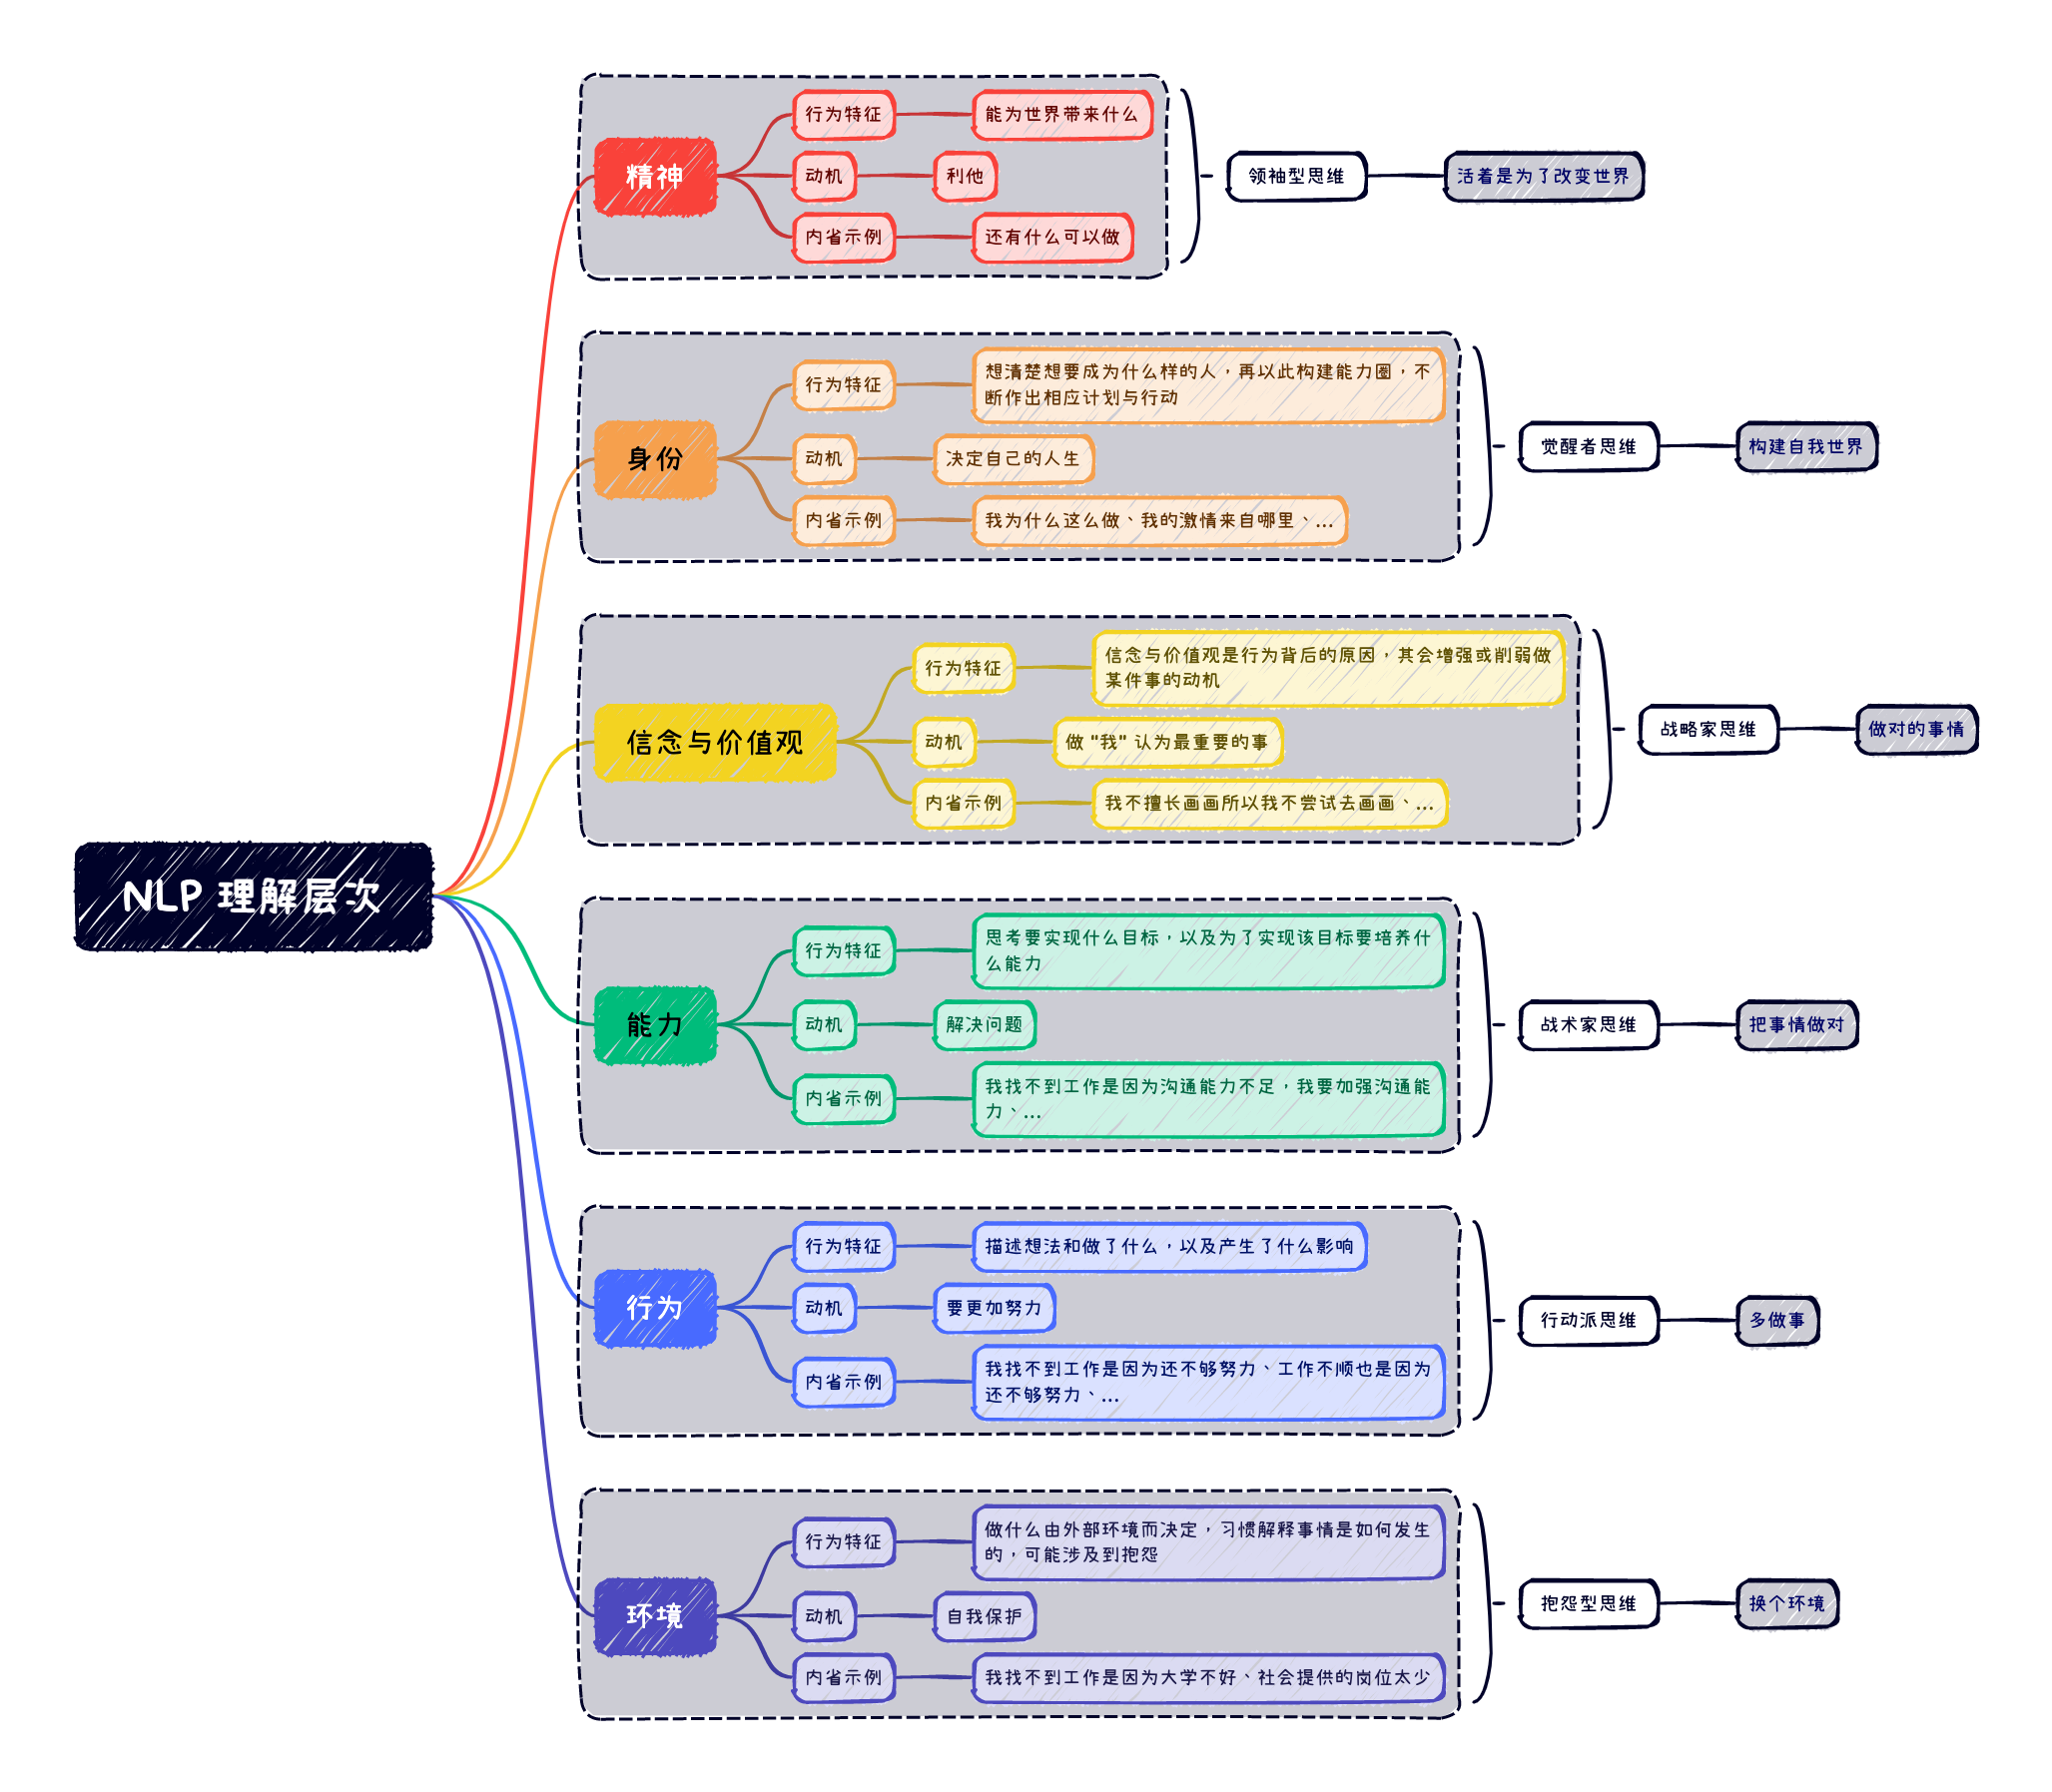 NLP 理解层次
精神
行为特征
能为世界带来什么
动机
利他
内省示例
还有什么可以做
领袖型思维
活着是为了改变世界
身份
行为特征
想清楚想要成为什么样的人，再以此构建能力圈，不
断作出相应计划与行动
动机
决定自己的人生
内省示例
我为什么这么做、我的激情来自哪里、...
觉醒者思维
构建自我世界
信念与价值观
行为特征
信念与价值观是行为背后的原因，其会增强或削弱做
某件事的动机
动机
做 "我" 认为最重要的事
内省示例
我不擅长画画所以我不尝试去画画、...
战略家思维
做对的事情
能力
行为特征
思考要实现什么目标，以及为了实现该目标要培养什
么能力
动机
解决问题
内省示例
我找不到工作是因为沟通能力不足，我要加强沟通能
力、...
战术家思维
把事情做对
行为
行为特征
描述想法和做了什么，以及产生了什么影响
动机
要更加努力
内省示例
我找不到工作是因为还不够努力、工作不顺也是因为
还不够努力、...
行动派思维
多做事
环境
行为特征
做什么由外部环境而决定，习惯解释事情是如何发生
的，可能涉及到抱怨
动机
自我保护
内省示例
我找不到工作是因为大学不好、社会提供的岗位太少
抱怨型思维
换个环境